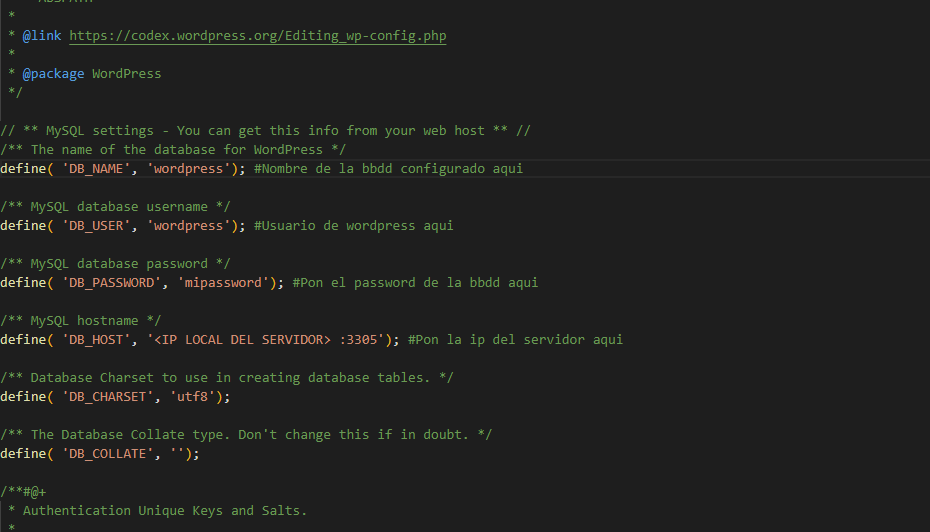 *
* @link https://codex.wordpress.org/Editing_wp-config.php
*
* @package WordPress
*/
// ** MySQL settings - You can get this info from your web host ** //
/** The name of the database for WordPress */
define( 'DB_NAME', 'wordpress'); #Nombre de la bbdd configurado aqui
/** MySQL database username */
define( 'DB_USER', 'wordpress'); #Usuario de wordpress aqui
/** MySQL database password */
define( 'DB_PASSWORD', 'mipassword'); #Pon el password de la bbdd aqui
/** MySQL hostname */
define( 'DB_HOST', '<IP LOCAL DEL SERVIDOR> :3305'); #Pon la ip del servidor aqui
/** Database Charset to use in creating database tables. */
define( 'DB_CHARSET', 'utf8');
/** The Database Collate type. Don't change this if in doubt. */
define( 'DB_COLLATE', '');
/**#@+
* Authentication Unique Keys and Salts.
*